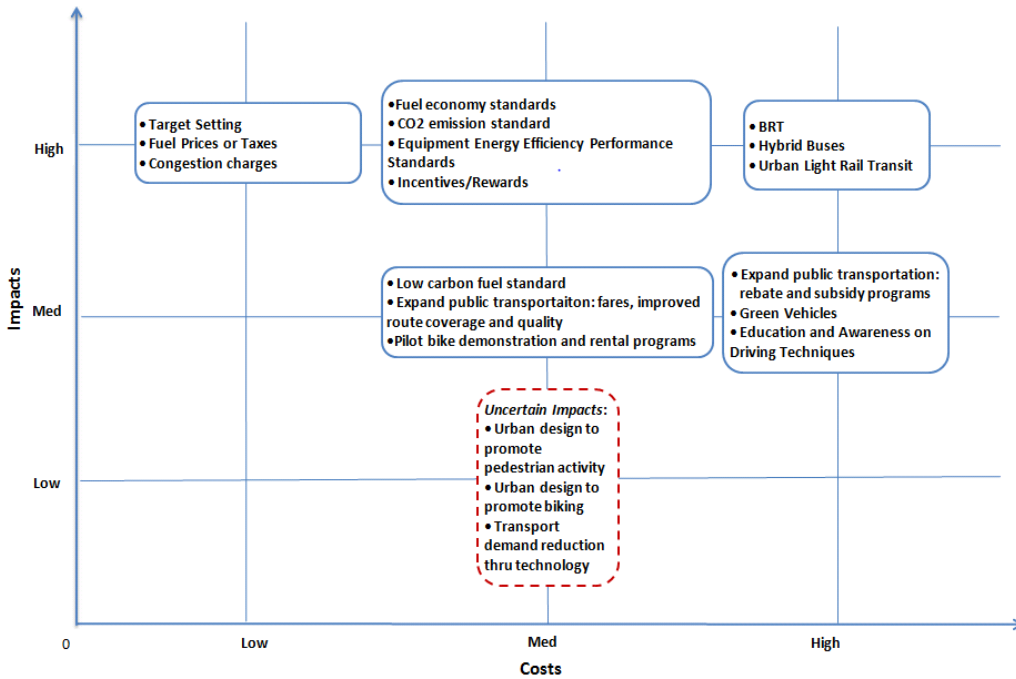 Impacts
High
Med
Low
● Target Setting
● Fuel Prices or Taxes
● Congestion charges
●Fuel economy standards
● CO2 emission standard
● Equipment Energy Efficiency Performance
Standards
● Incentives/Rewards
● BRT
● Hybrid Buses
● Urban Light Rail Transit
● Low carbon fuel standard
● Expand public transportaiton: fares, improved
route coverage and quality
●Pilot bike demonstration and rental programs
● Expand public transportation:
rebate and subsidy programs
● Green Vehicles
● Education and Awareness on
Driving Techniques
Uncertain Impacts:
● Urban design to
promote
pedestrian activity
● Urban design to
promote biking
● Transport
demand reduction
thru technology
0
Low
Med
High
Costs